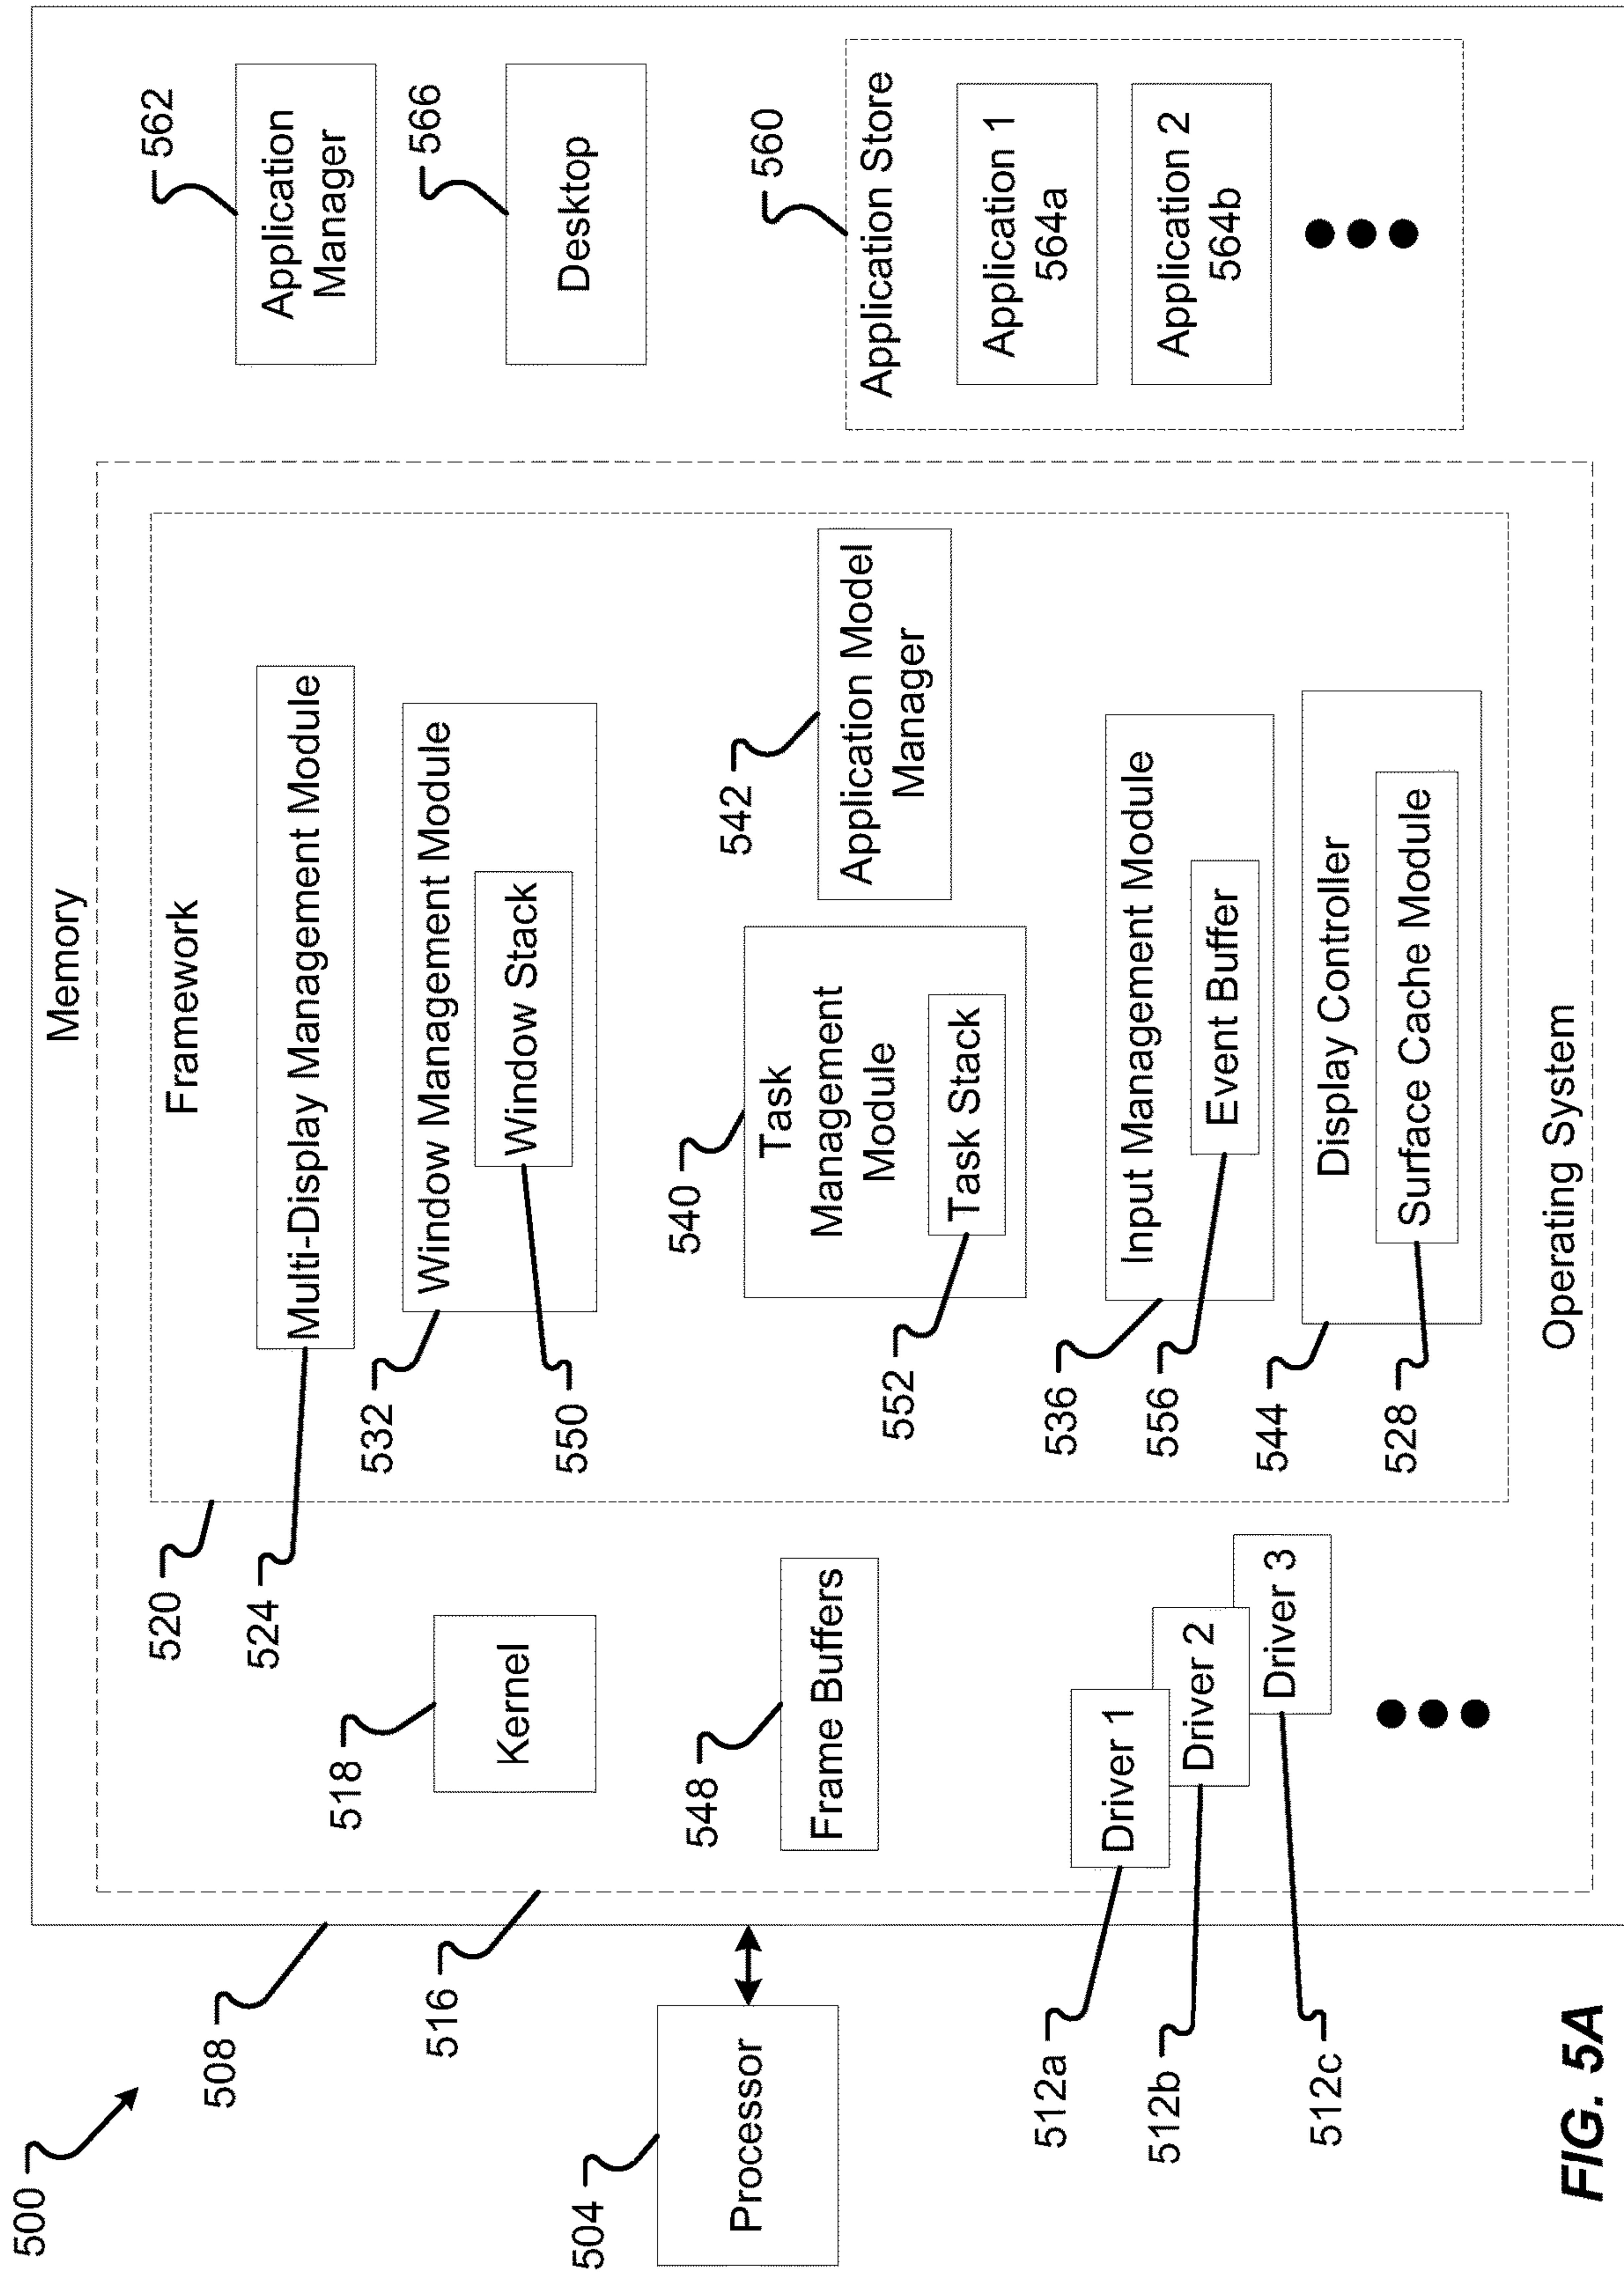 500
508
Memory
516
520
Framework
524
Multi-Display Management Module
532
Window Management Module
550
Window Stack
518
Kernel
548
Frame Buffers
540
Task
Management
Module
552
Task Stack
542
Application Model
Manager
536
Input Management Module
556
Event Buffer
544
Display Controller
528
Surface Cache Module
Operating System
504
Processor
512a
Driver 1
512b
Driver 2
512c
Driver 3
562
Application
Manager
566
Desktop
560
Application Store
Application 1
564a
Application 2
564b
FIG. 5A